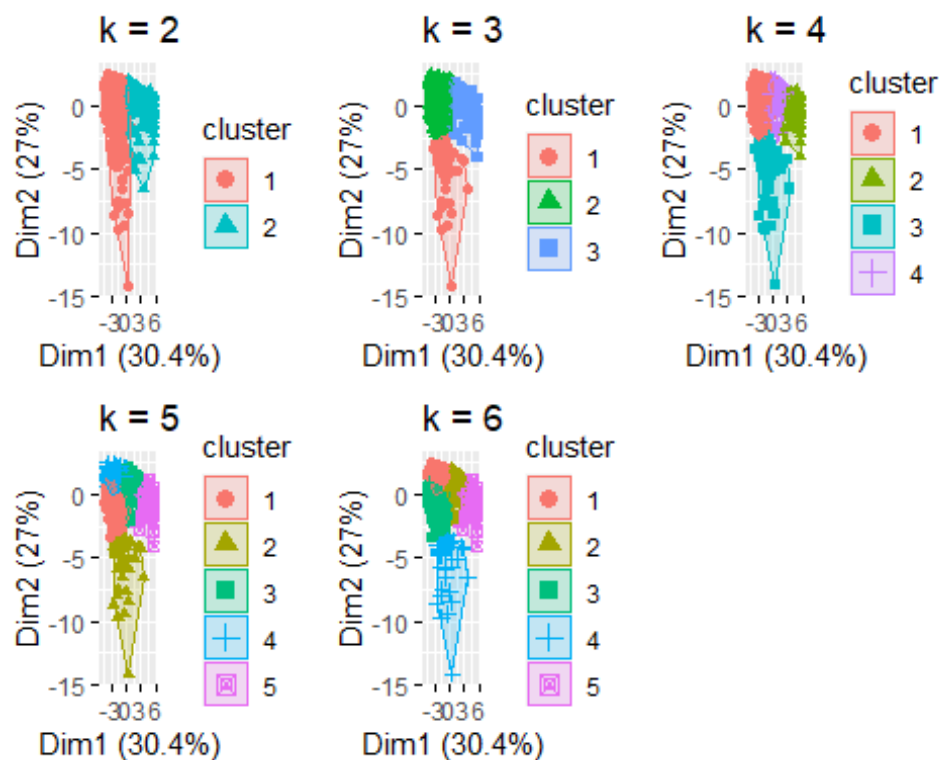 k = 2
0
-5
-10
-15
Dim2 (27%)
-3036
Dim1 (30.4%)
cluster
1
2
k = 3
0
-5
-10
-15
Dim2 (27%)
-3036
Dim1 (30.4%)
cluster
1
2
3
k = 4
0
-5
-10
-15
Dim2 (27%)
-3036
Dim1 (30.4%)
cluster
1
2
3
4
k = 5
0
-5
-10
-15
Dim2 (27%)
-3036
Dim1 (30.4%)
cluster
1
2
3
4
5
k = 6
0
-5
-10
-15
Dim2 (27%)
-3036
Dim1 (30.4%)
cluster
1
2
3
4
5